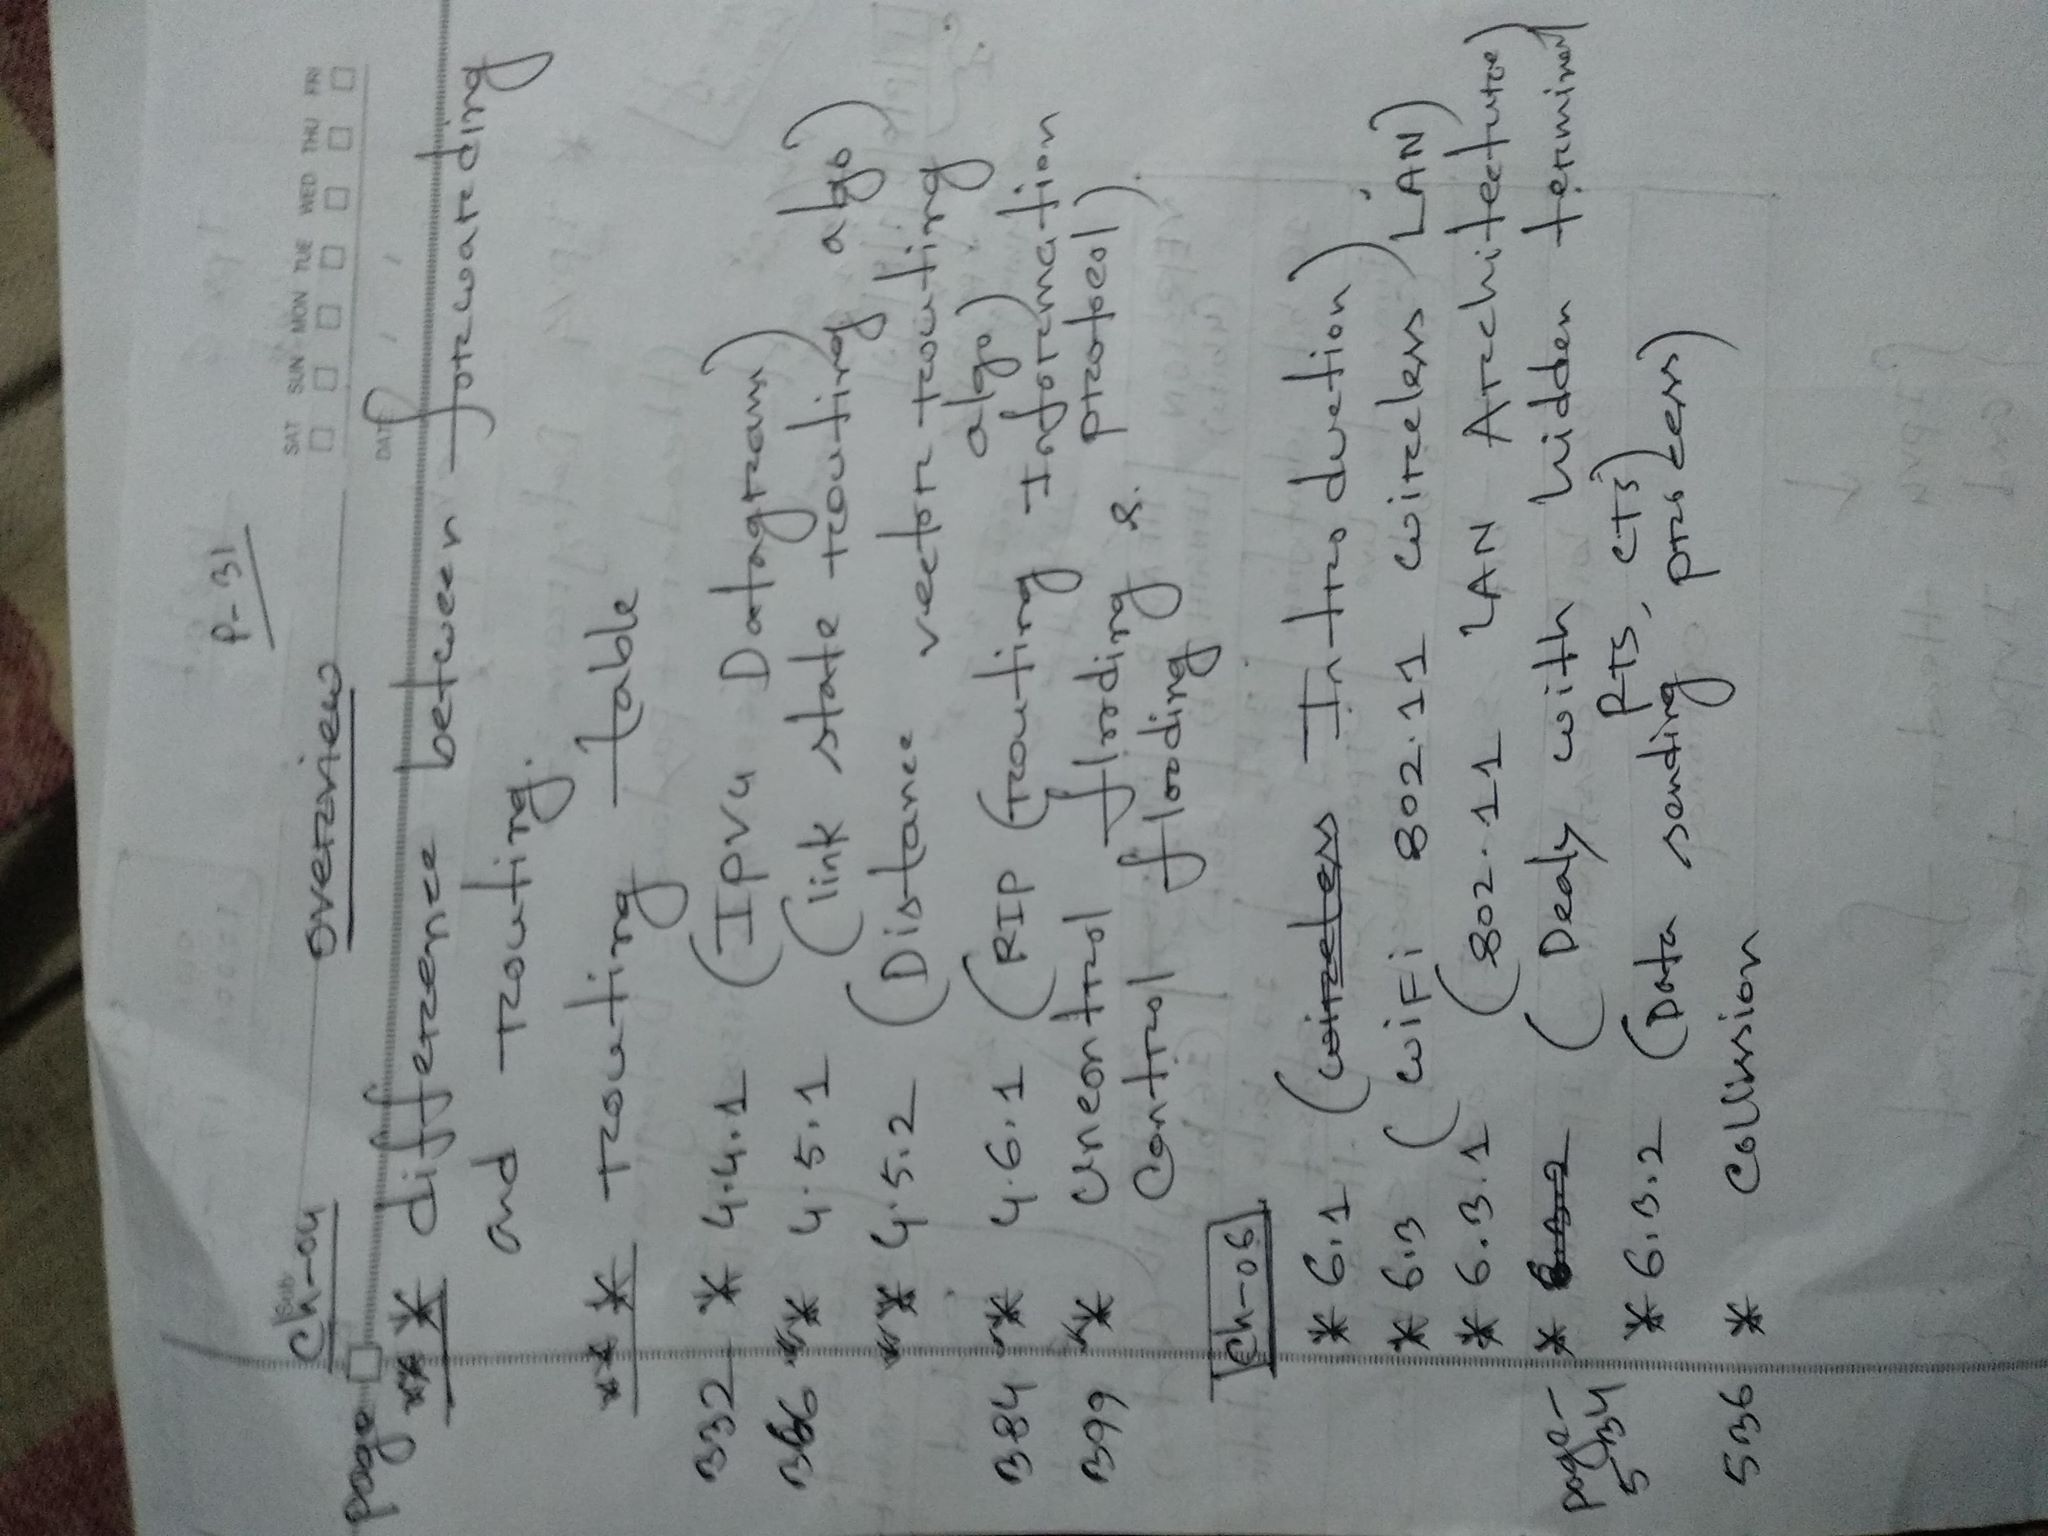 P-31
Sub:
Ch-04 overview
SAT SUN MON TUE WED THU FRI
DATE
page
*** difference between forwarding
and routing.
*** routing table
332 * 4.4.1 (IPv4 Datagram)
366 ** 4.5.1 (link state routing algo)
** 4.5.2 (Distance vector routing
algo)
384 ** 4.6.1 (RIP (routing Information
protocol).
399 ** uncontrol flooding &
control flooding
Ch-06
* 6.1 (wireless Introduction)
* 6.3 (WiFi 802.11 wireless LAN)
* 6.3.1 (802.11 LAN Architecture)
page-534 * 6.3.2 (Dealy with hidden terminal
RTS, CTS)
* 6.3.2 (Data sending process)
536 * Collission